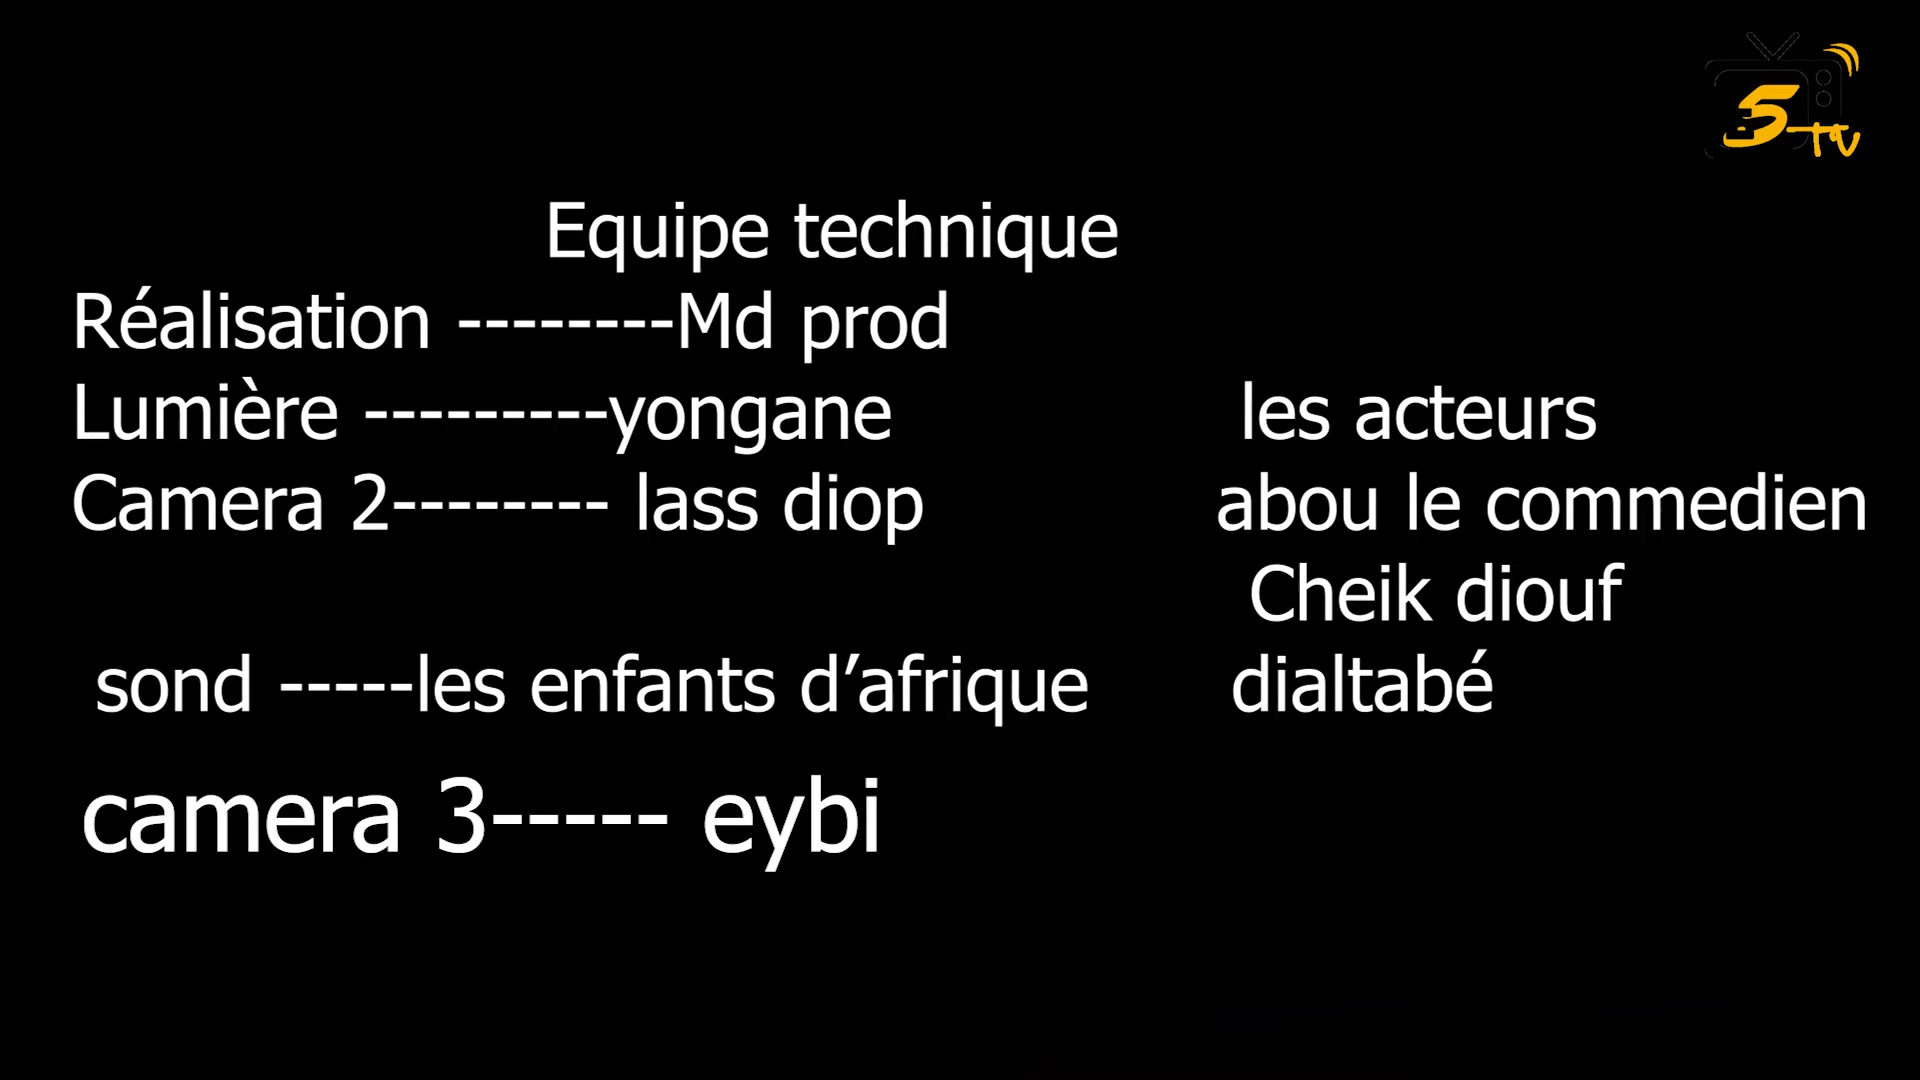 5 TV
Equipe technique
Réalisation --------Md prod
Lumière ---------yongane
Camera 2-------- lass diop
sond -----les enfants d’afrique
camera 3----- eybi
les acteurs
abou le commedien
Cheik diouf
dialtabé